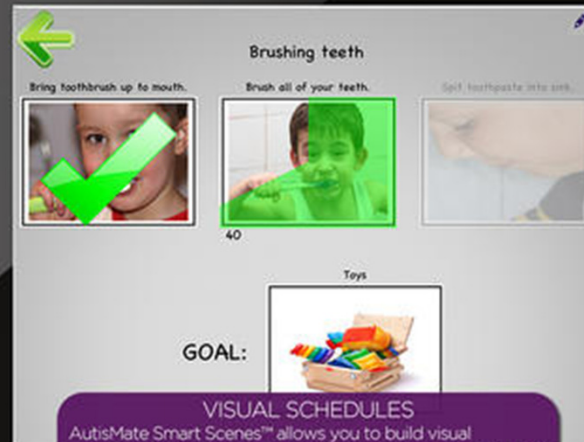 Brushing teeth
Bring toothbrush up to mouth.
Brush all of your teeth.
Spit toothpaste into sink.
40
Toys
GOAL:
VISUAL SCHEDULES
AutisMate Smart Scenes™ allows you to build visual